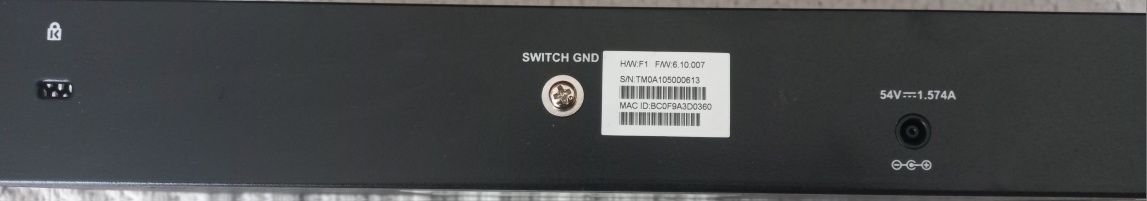 SWITCH GND
H/W:F1 F/W:6.10.007
S/N:TM0A105000613
MAC ID:BC0F9A3D0360
54V⎓1.574A